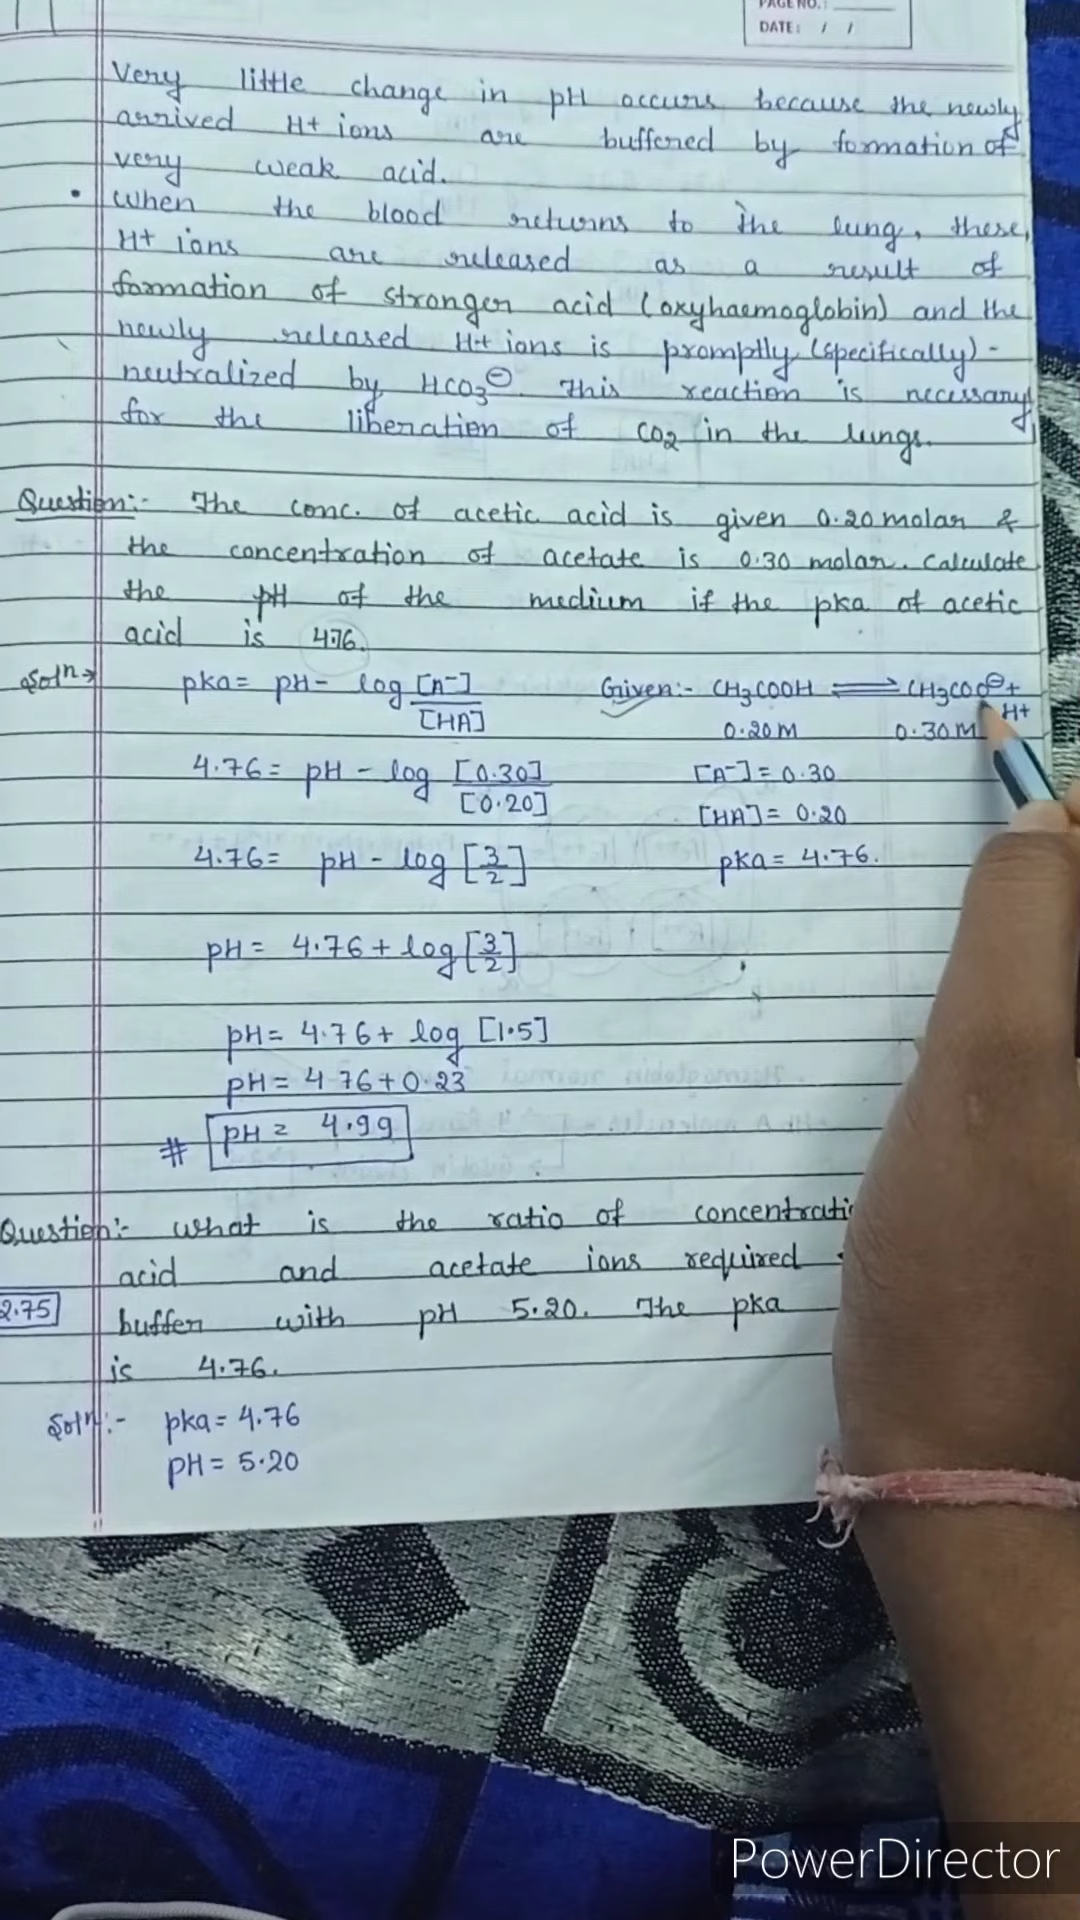 PAGE NO.:
DATE: / /
Very little change in pH occurs because the newly
arrived H+ ions are buffered by formation of
very weak acid.
• When the blood returns to the lung, these,
H+ ions are released as a result of
formation of stronger acid (oxyhaemoglobin) and the
newly released H+ ions is promptly (specifically) -
neutralized by HCO3⊖. This reaction is necessary
for the liberation of CO2 in the lungs.
Question:- The conc. of acetic acid is given 0.20 molar &
the concentration of acetate is 0.30 molar. Calculate
the pH of the medium if the pka of acetic
acid is 4.76.
Solⁿ→ pka = pH - log [A⁻]/[HA] Given:- CH3COOH ⇌ CH3COO⊖ + H+
0.20M 0.30M
4.76 = pH - log [0.30]/[0.20] [A⁻] = 0.30
[HA] = 0.20
4.76 = pH - log [3/2] pka = 4.76.
pH = 4.76 + log [3/2]
pH = 4.76 + log [1.5]
pH = 4.76 + 0.23
# pH = 4.99
Question:- What is the ratio of
acid and acetate ions required
2.75 buffer with pH 5.20. The pka
is 4.76.
Solⁿ:- pka = 4.76
pH = 5.20
PowerDirector